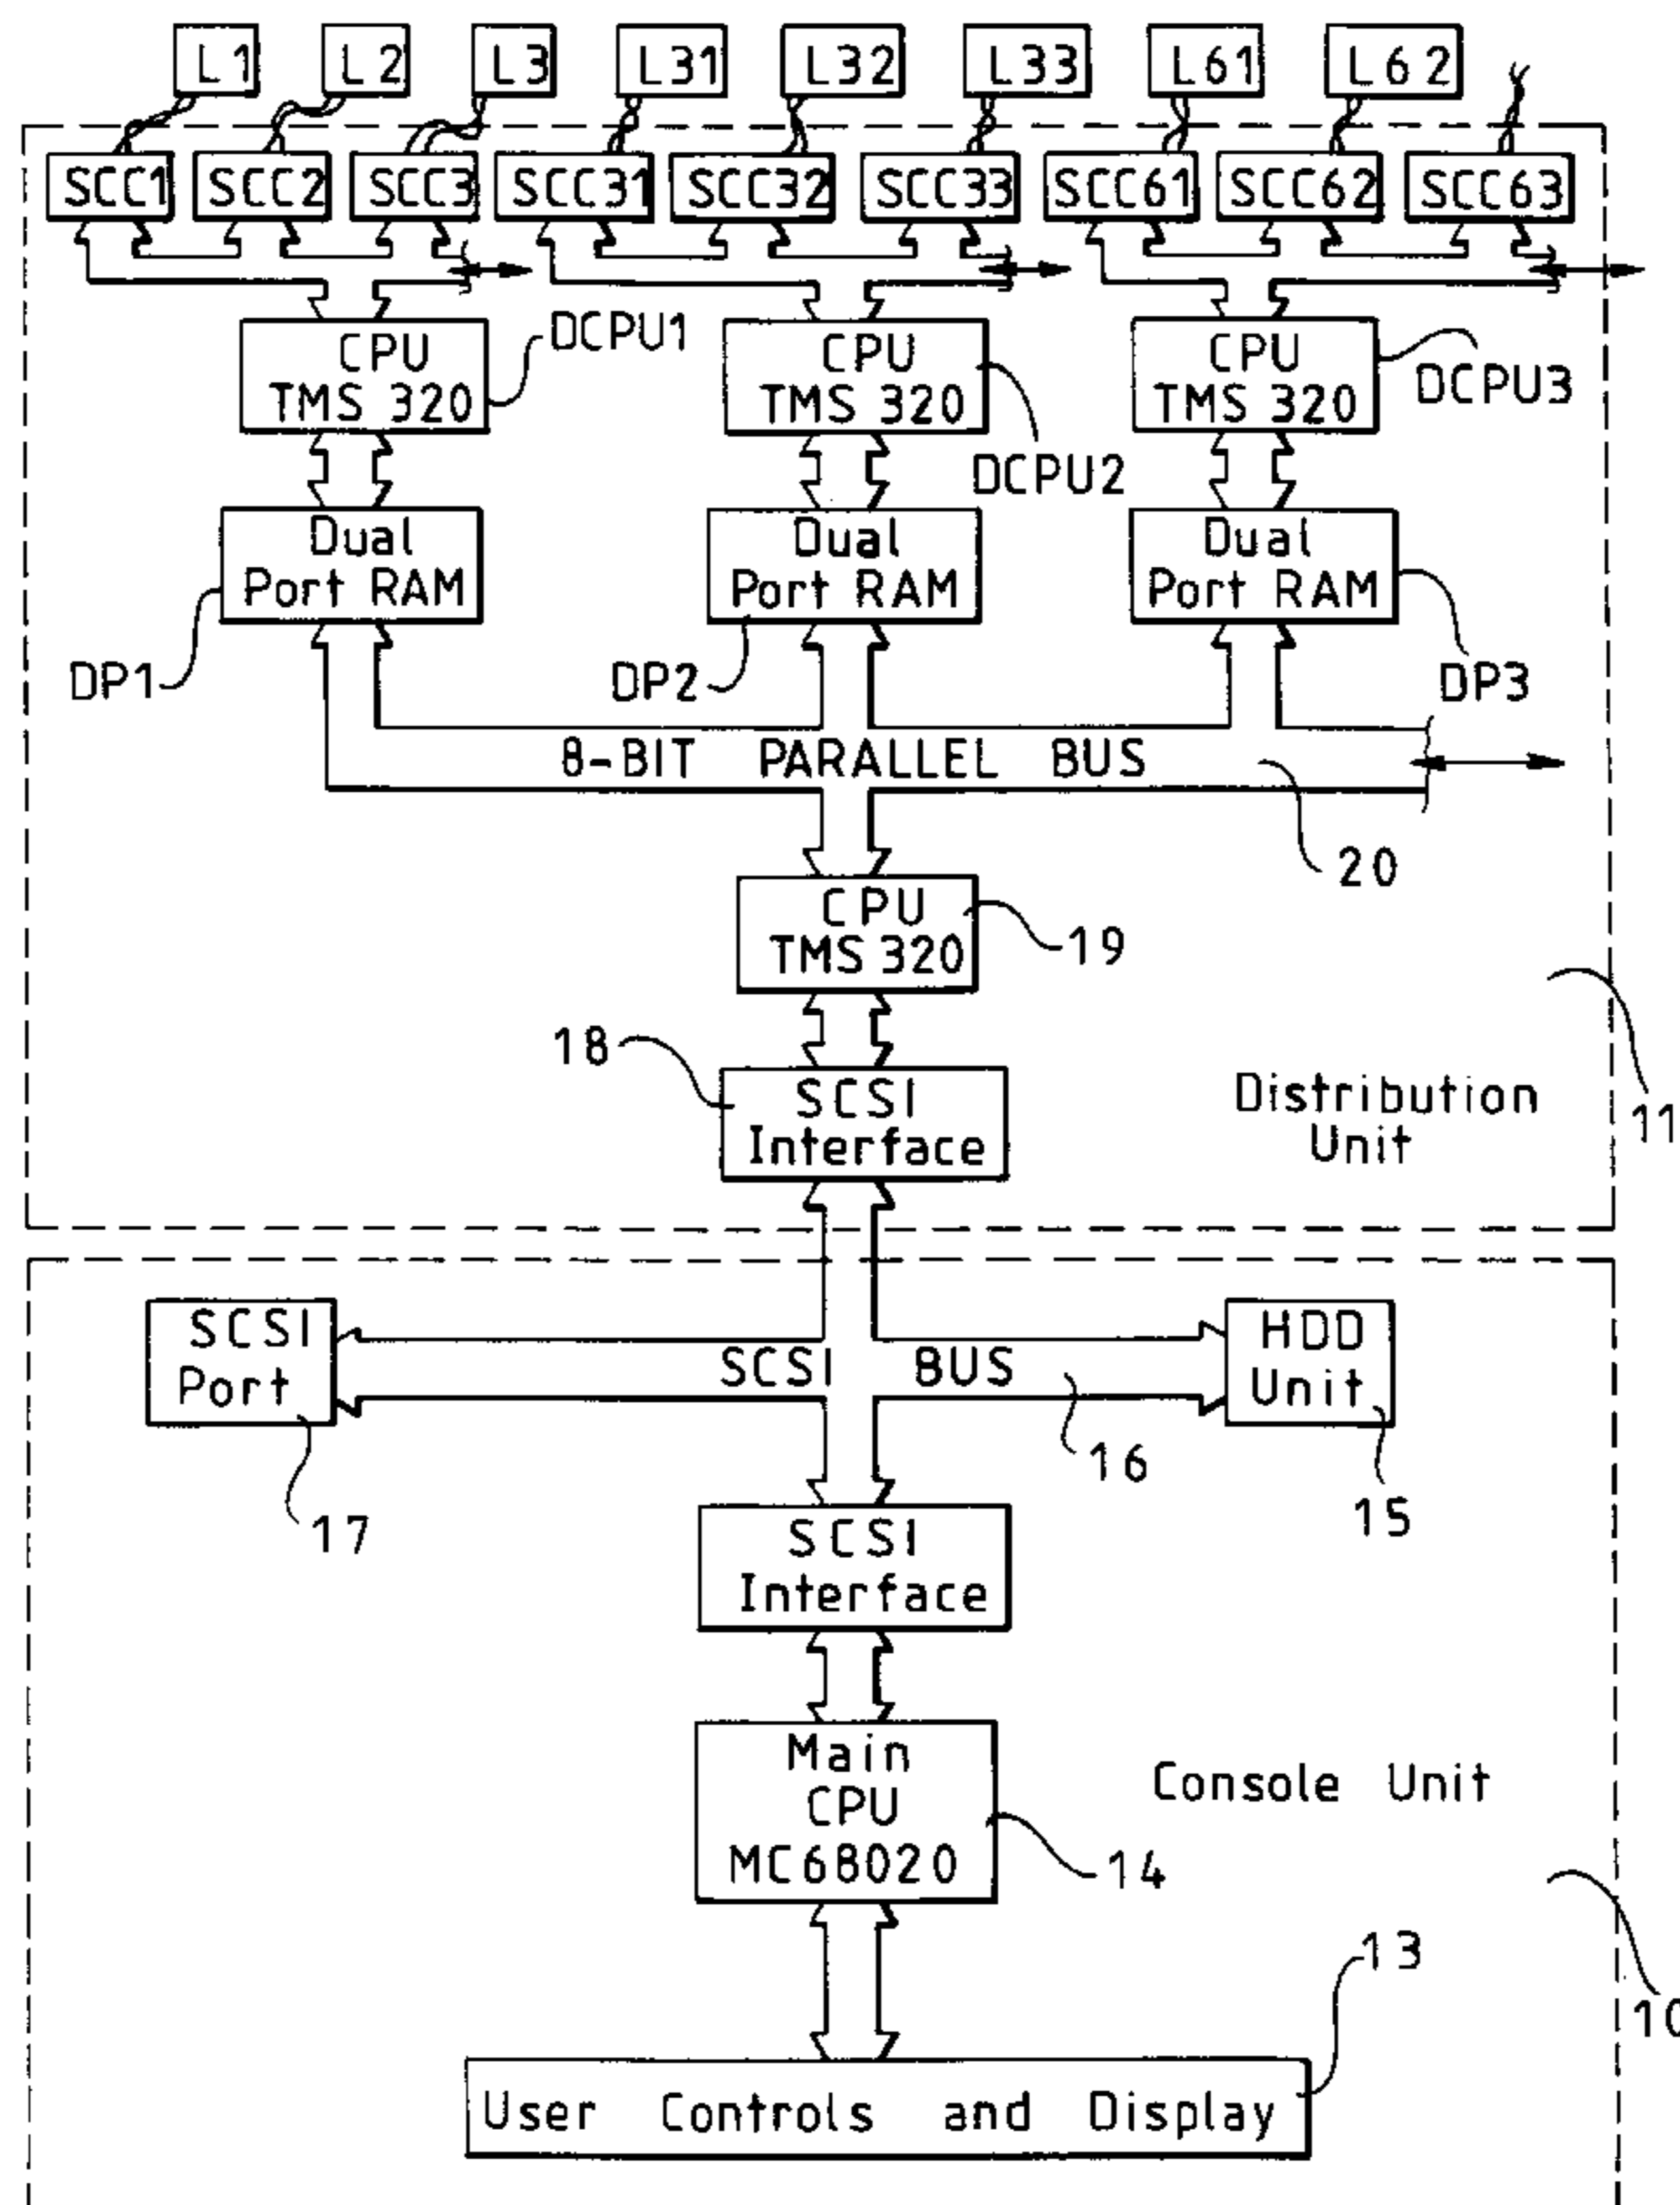 L1 L2 L3 L31 L32 L33 L61 L62
SCC1 SCC2 SCC3 SCC31 SCC32 SCC33 SCC61 SCC62 SCC63
CPU
TMS 320
DCPU1
CPU
TMS 320
DCPU2
CPU
TMS 320
DCPU3
Dual
Port RAM
DP1
Dual
Port RAM
DP2
Dual
Port RAM
DP3
8-BIT PARALLEL BUS
20
CPU
TMS 320
19
18
SCSI
Interface
Distribution
Unit
11
SCSI
Port
17
SCSI BUS
16
HDD
Unit
15
SCSI
Interface
Main
CPU
MC68020
14
Console Unit
10
13
User Controls and Display